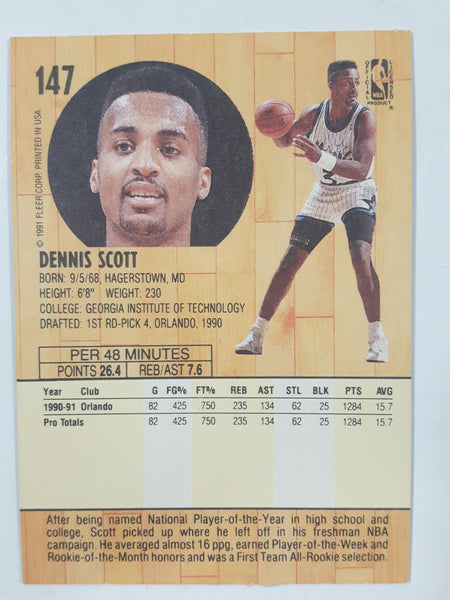 147
OFFICIAL LICENSED PRODUCT
NBA
®
© 1991 FLEER CORP. PRINTED IN USA
3
DENNIS SCOTT
BORN: 9/5/68, HAGERSTOWN, MD
HEIGHT: 6'8" WEIGHT: 230
COLLEGE: GEORGIA INSTITUTE OF TECHNOLOGY
DRAFTED: 1ST RD-PICK 4, ORLANDO, 1990
PER 48 MINUTES
POINTS 26.4 REB/AST 7.6
Year Club G FG% FT% REB AST STL BLK PTS AVG
1990-91 Orlando 82 .425 .750 235 134 62 25 1284 15.7
Pro Totals 82 .425 .750 235 134 62 25 1284 15.7
After being named National Player-of-the-Year in high school and
college, Scott picked up where he left off in his freshman NBA
campaign. He averaged almost 16 ppg, earned Player-of-the-Week and
Rookie-of-the-Month honors and was a First Team All-Rookie selection.